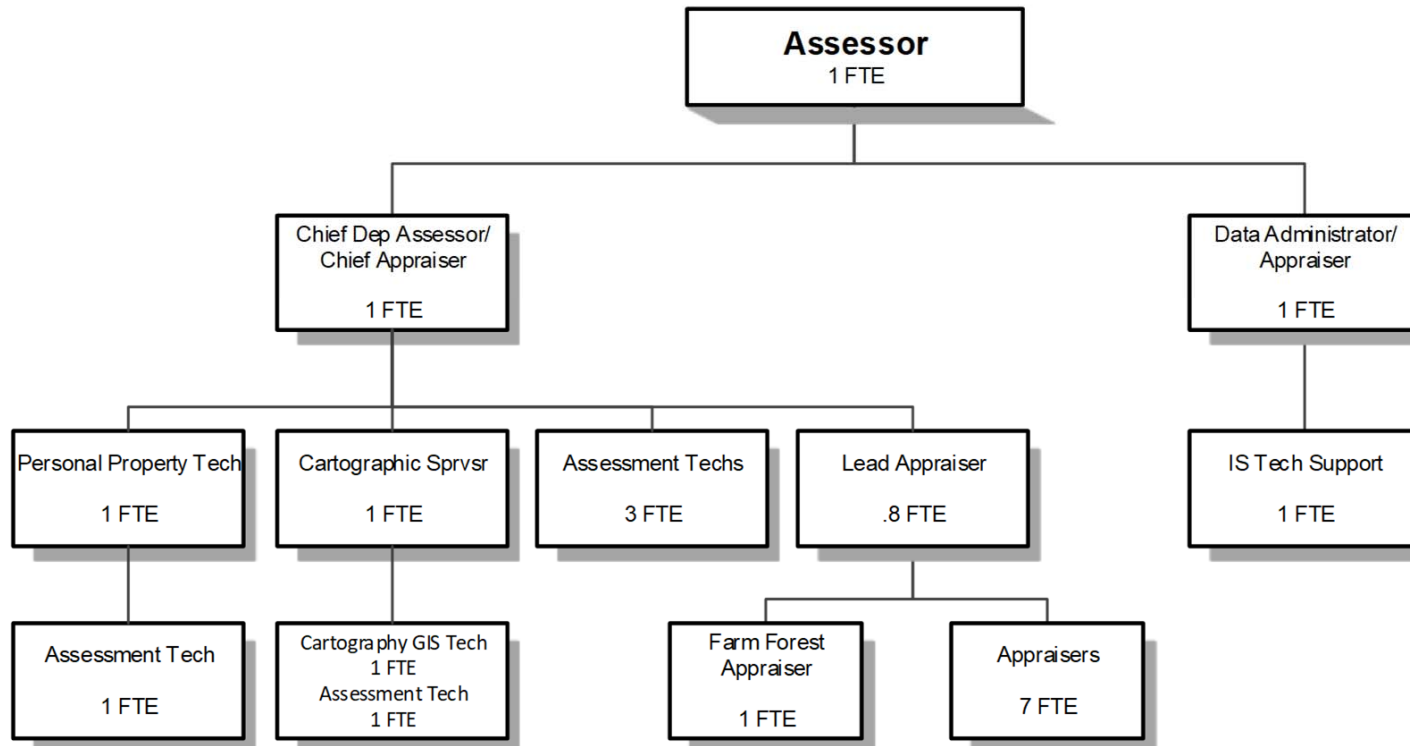 Assessor
1 FTE
Chief Dep Assessor/
Chief Appraiser
1 FTE
Data Administrator/
Appraiser
1 FTE
Personal Property Tech
1 FTE
Cartographic Sprvsr
1 FTE
Assessment Techs
3 FTE
Lead Appraiser
.8 FTE
IS Tech Support
1 FTE
Assessment Tech
1 FTE
Cartography GIS Tech
1 FTE
Assessment Tech
1 FTE
Farm Forest
Appraiser
1 FTE
Appraisers
7 FTE